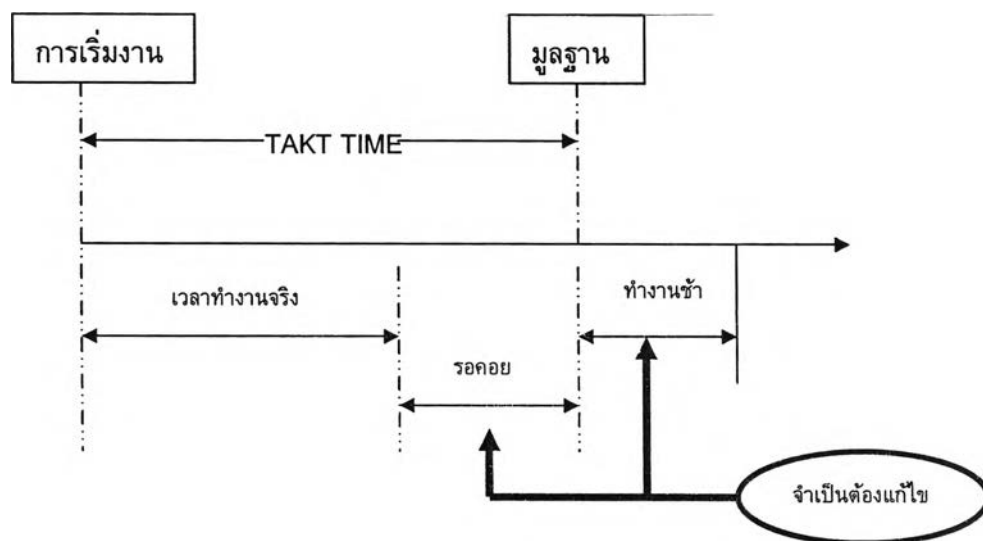 การเริ่มงาน
มูลฐาน
TAKT TIME
เวลาทำงานจริง
ทำงานช้า
รอคอย
จำเป็นต้องแก้ไข